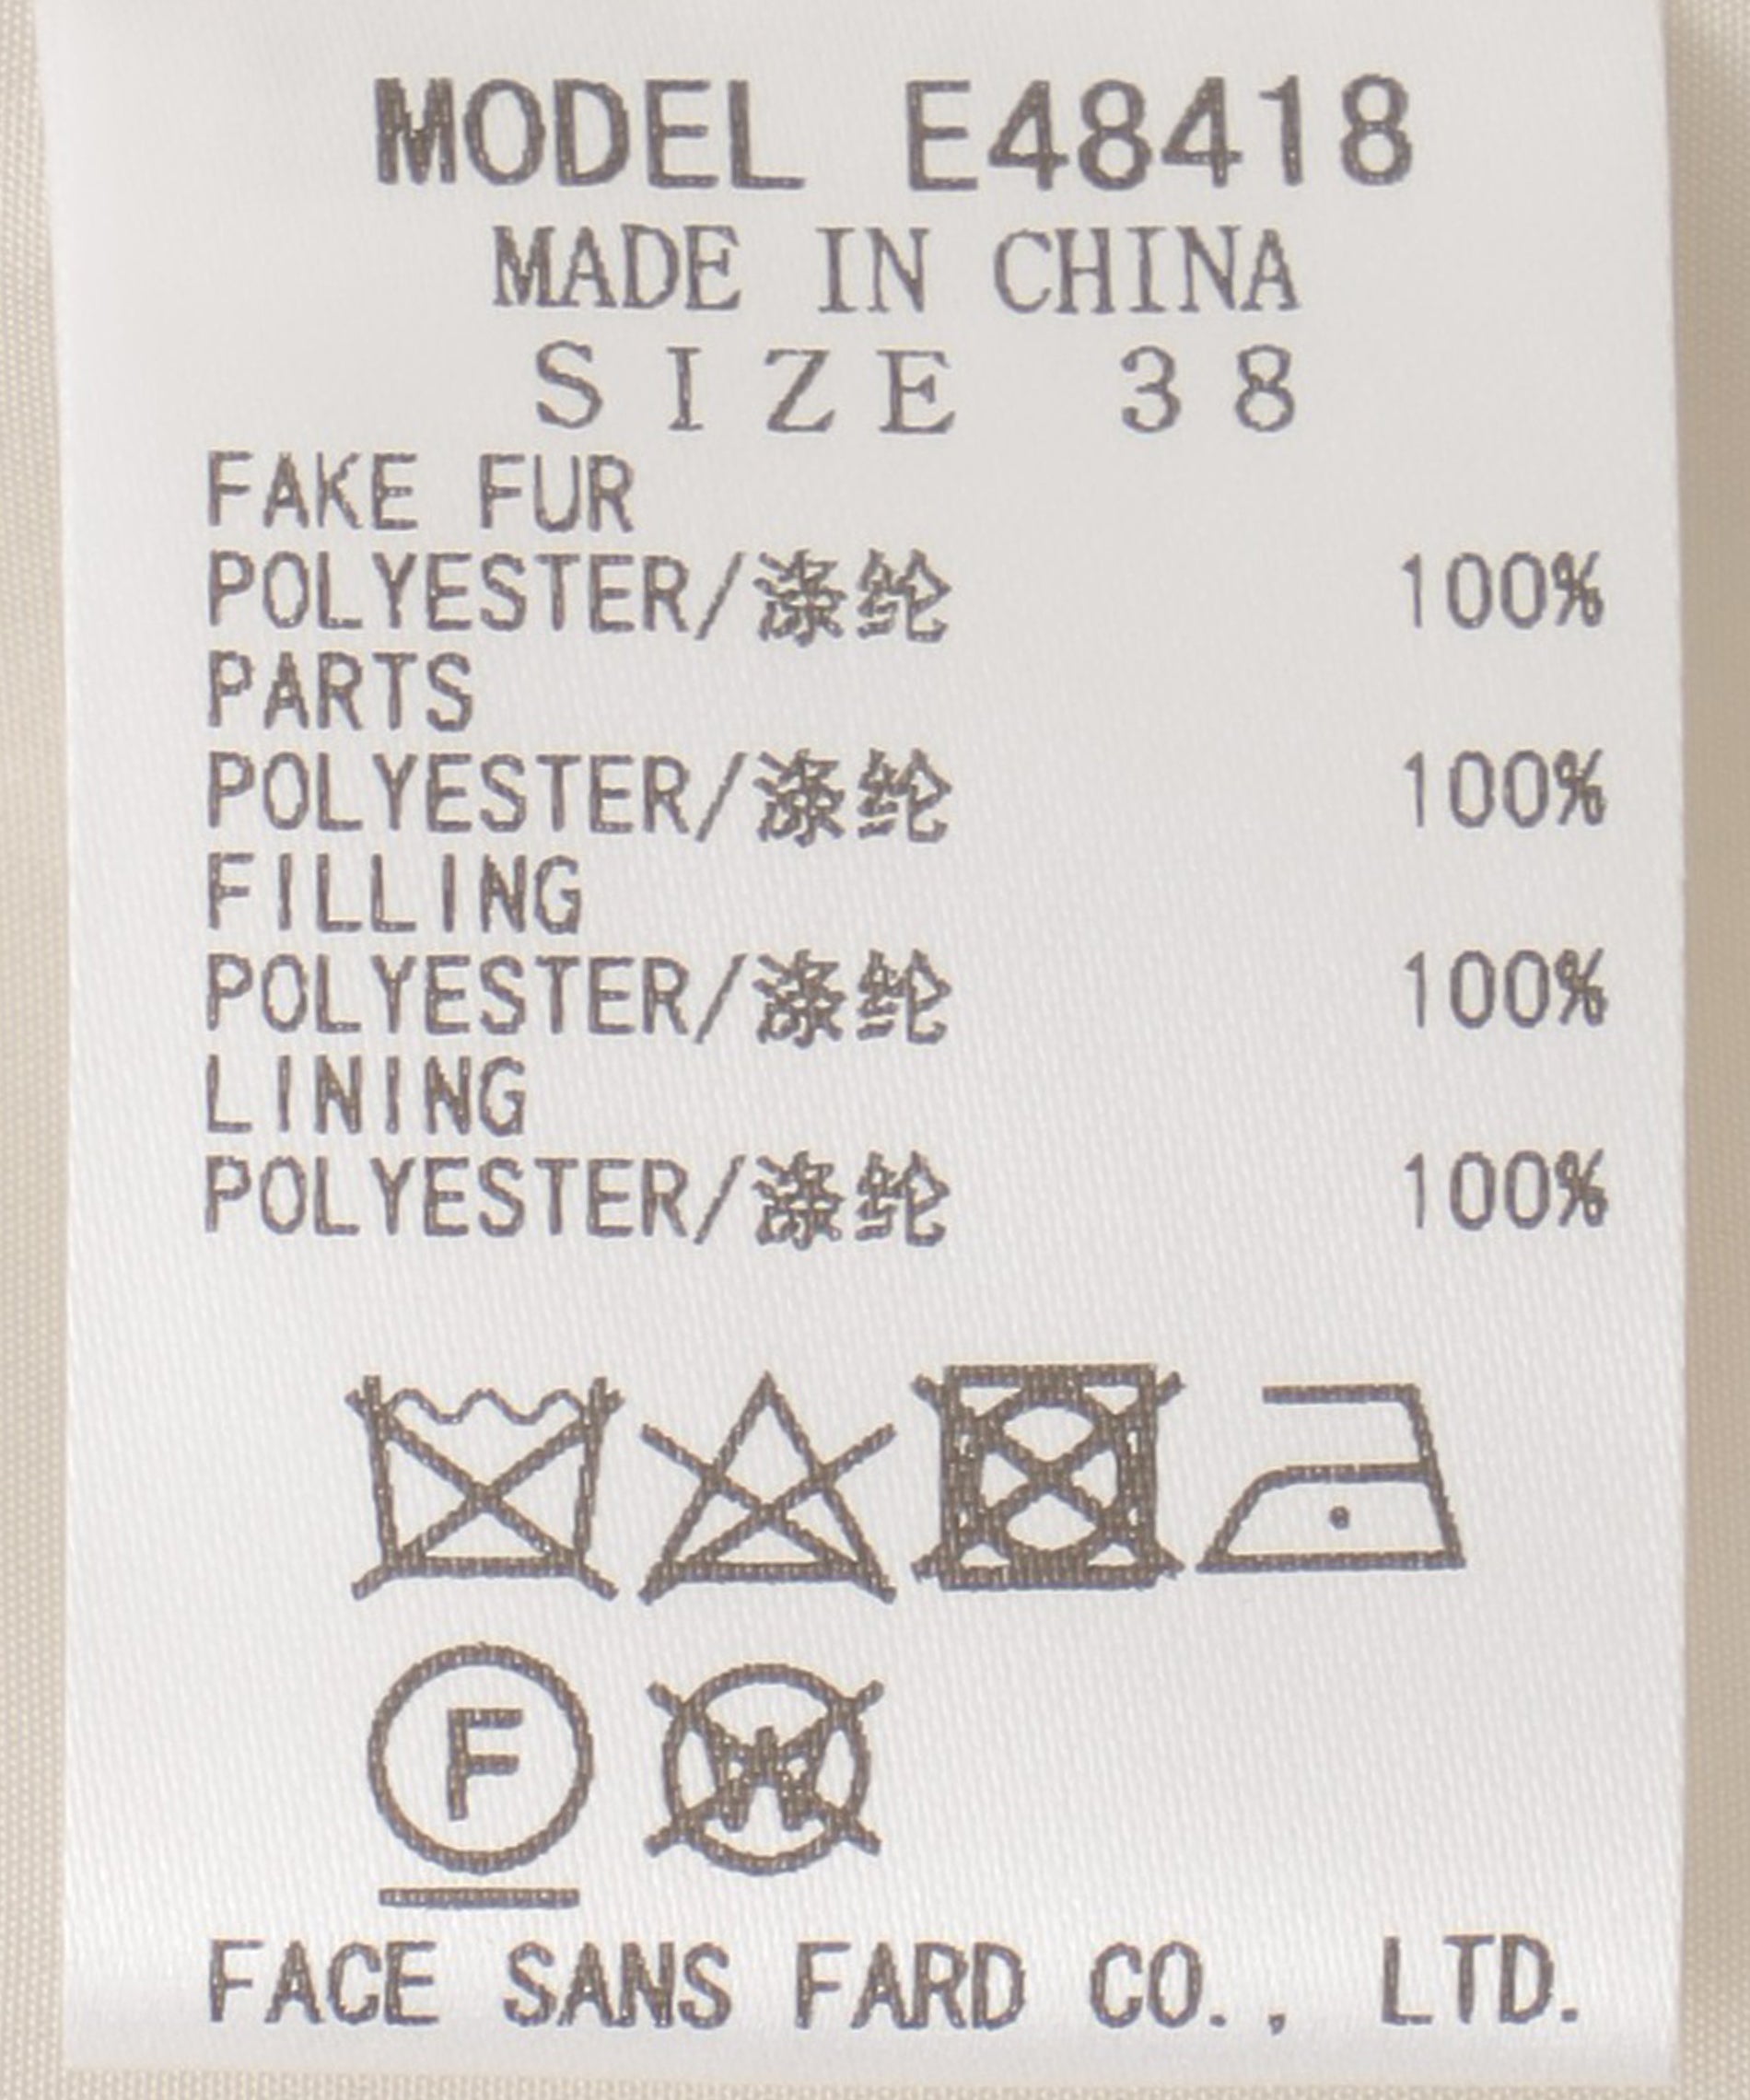 MODEL E48418
MADE IN CHINA
SIZE 38
FAKE FUR
POLYESTER/涤纶 100%
PARTS
POLYESTER/涤纶 100%
FILLING
POLYESTER/涤纶 100%
LINING
POLYESTER/涤纶 100%
F W
FACE SANS FARD CO., LTD.